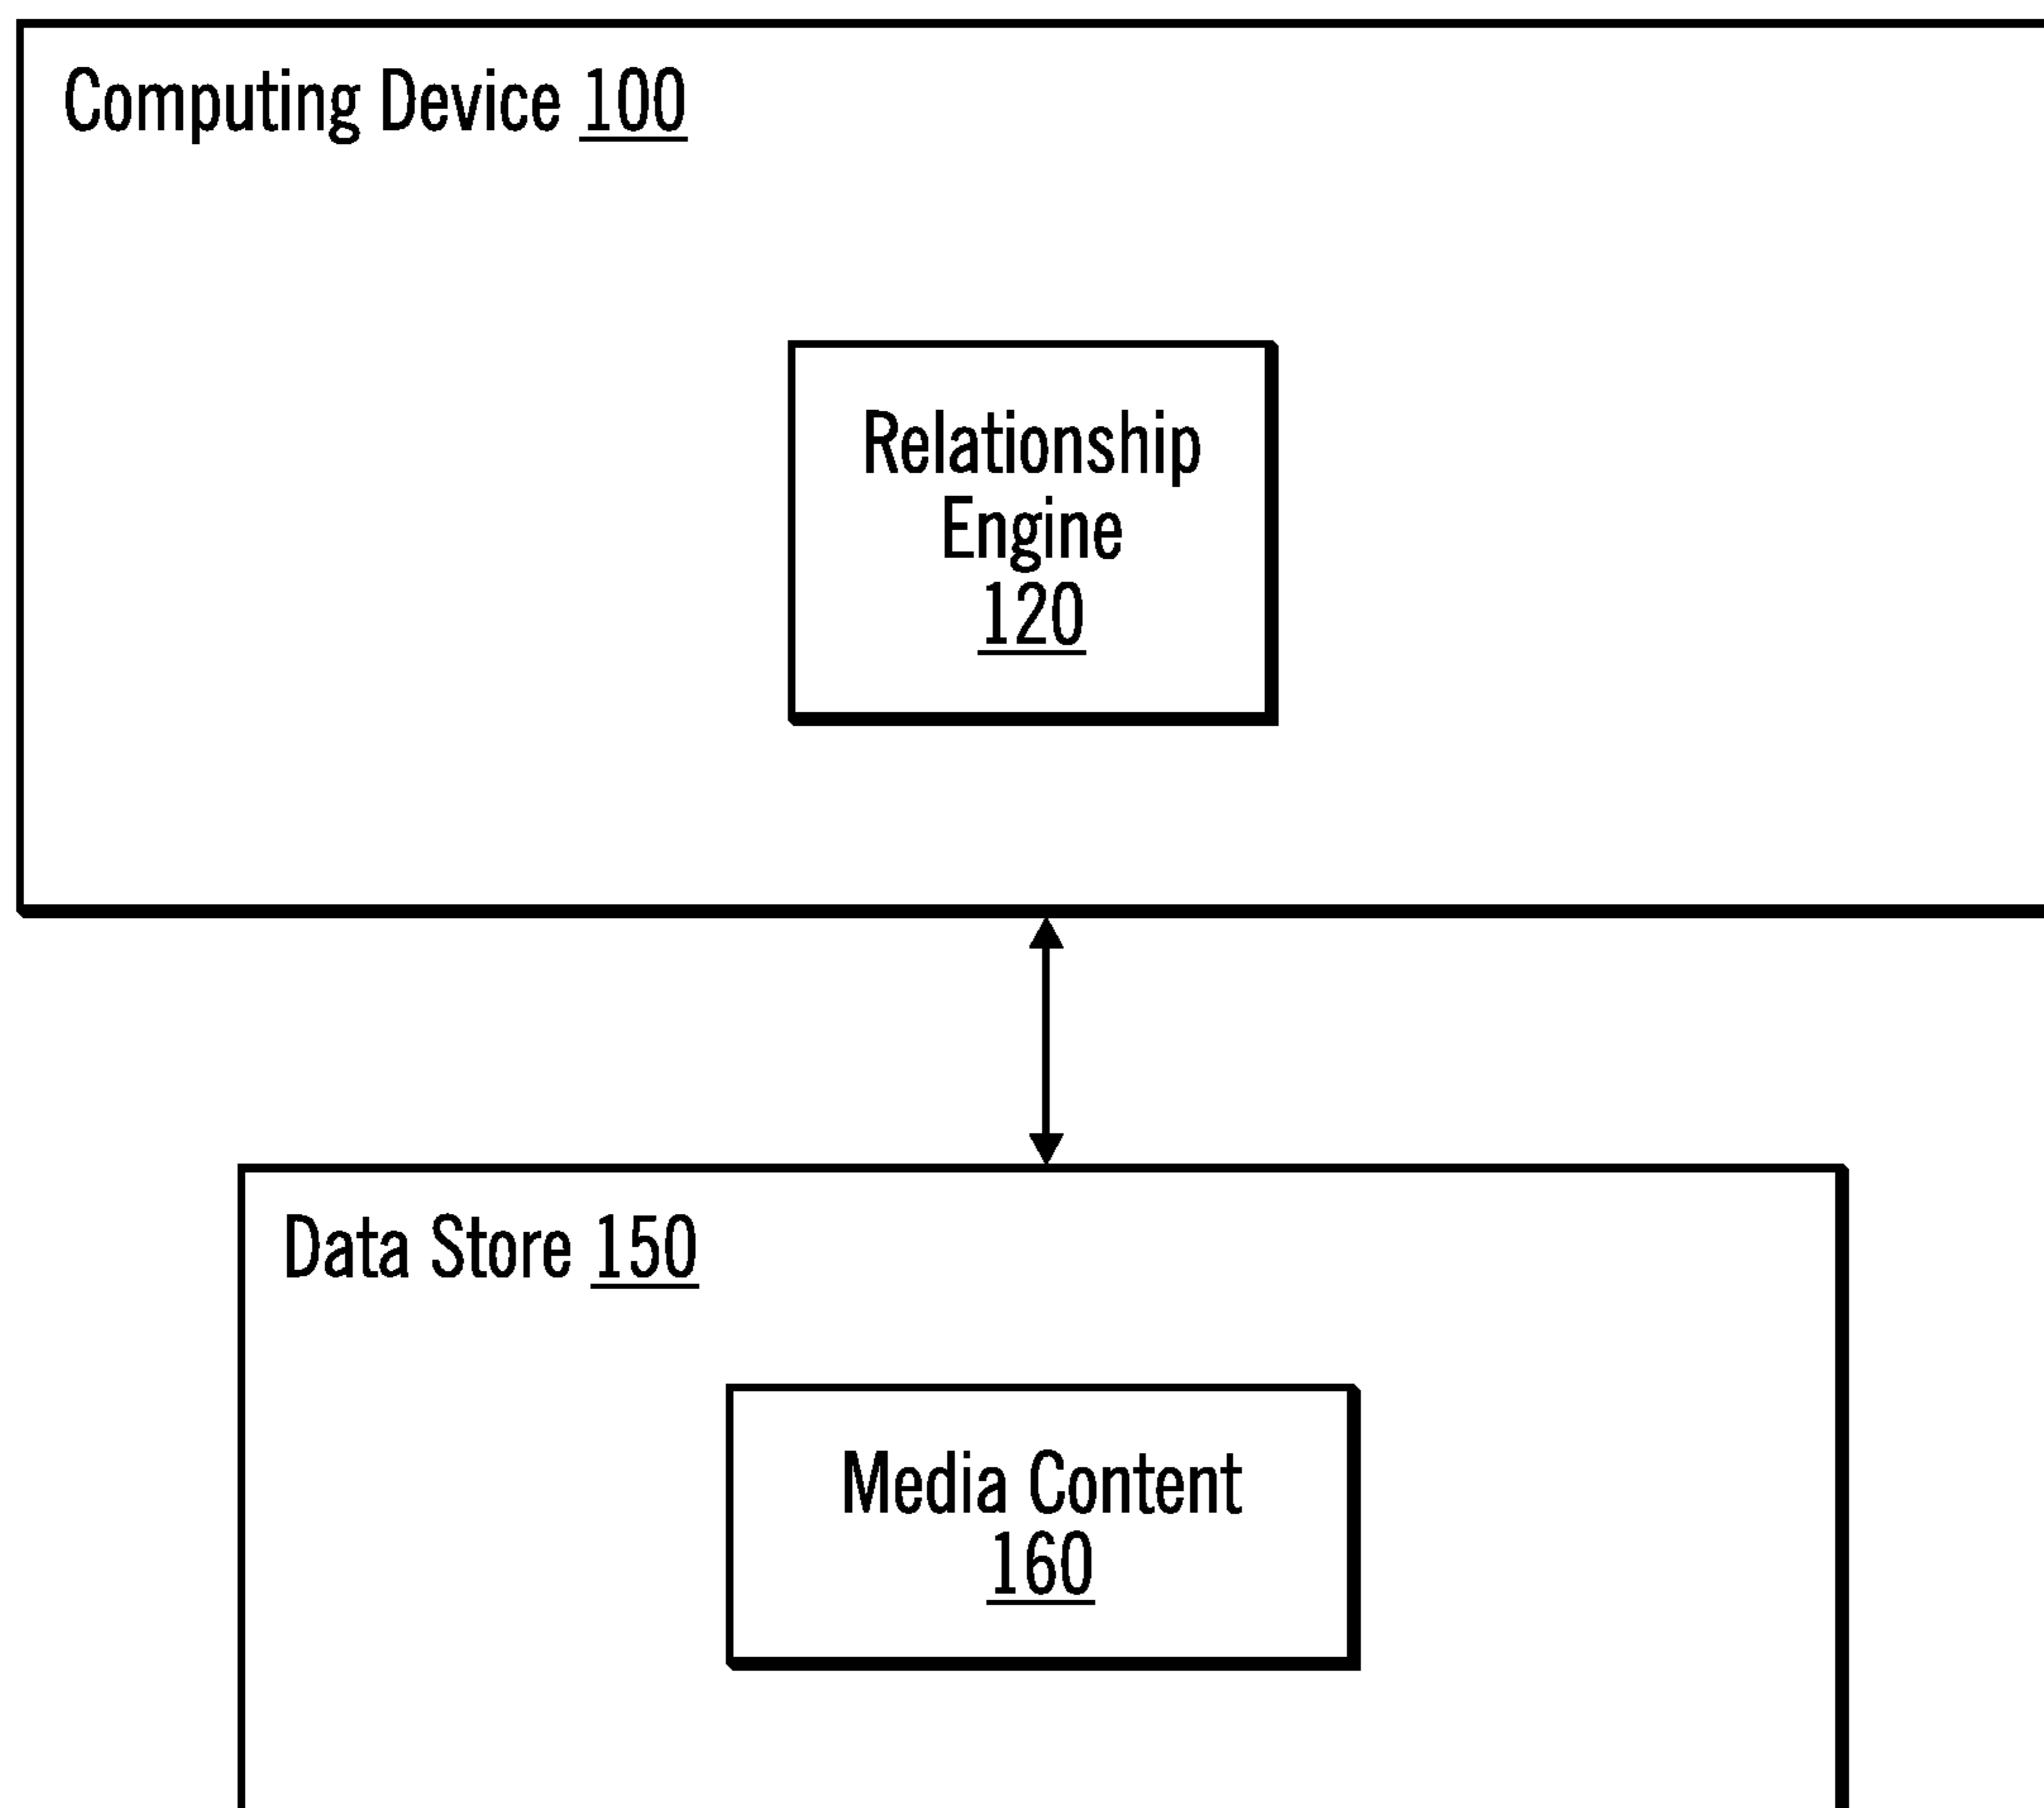 Computing Device 100
Relationship
Engine
120
Data Store 150
Media Content
160